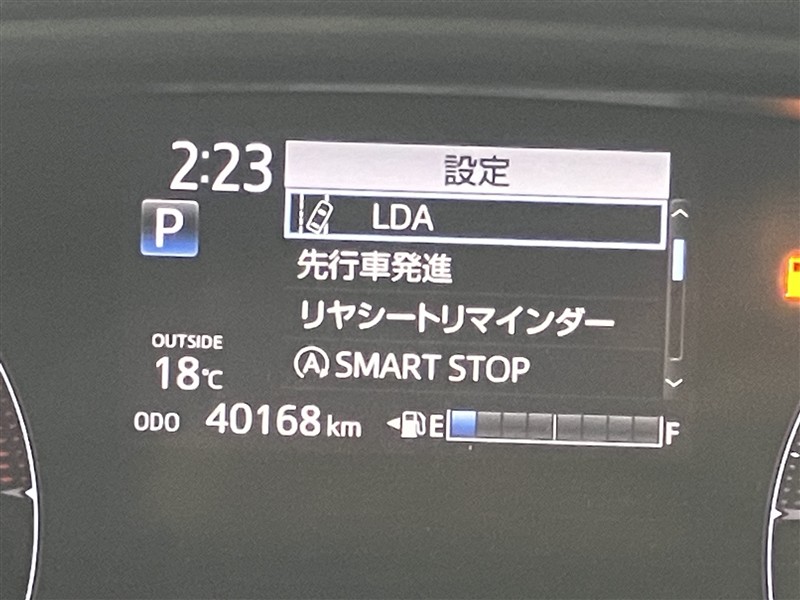 2:23
設定
P
LDA
先行車発進
リヤシートリマインダー
A SMART STOP
OUTSIDE
18℃
ODO 40168 km
E F